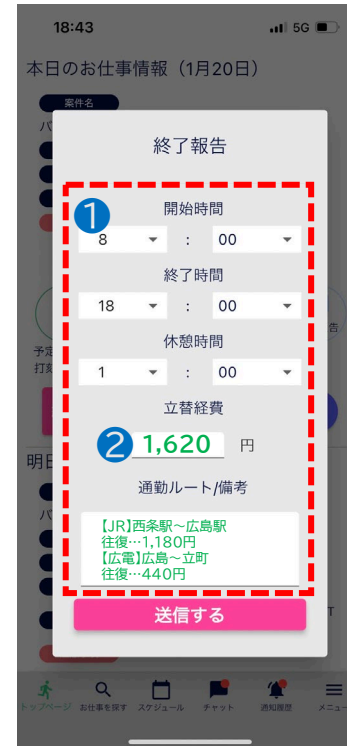 18:43
5G
本日のお仕事情報（1月20日）
案件名
終了報告
1
開始時間
8 : 00
終了時間
18 : 00
休憩時間
1 : 00
立替経費
2
1,620 円
通勤ルート/備考
【JR】西条駅～広島駅
往復…1,180円
【広電】広島～立町
往復…440円
送信する
予定
打刻
告
明日
T
トップページ お仕事を探す スケジュール チャット 通知履歴 メニュー